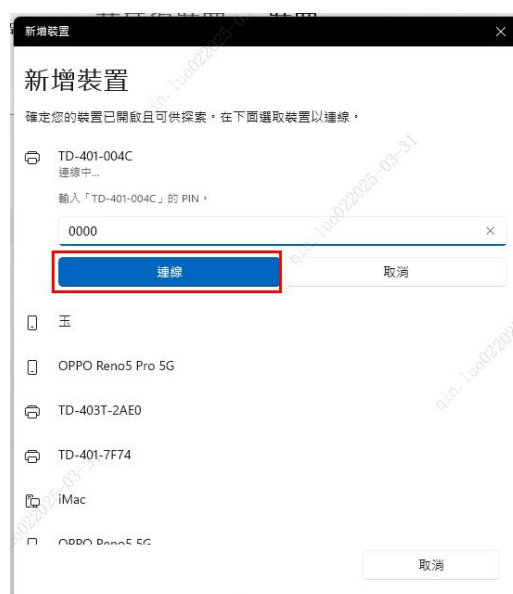 新增裝置
新增裝置
確定您的裝置已開啟且可供探索。在下面選取裝置以連線。
TD-401-004C
連線中...
輸入「TD-401-004C」的 PIN。
0000
連線 取消
玉
OPPO Reno5 Pro 5G
TD-403T-2AE0
TD-401-7F74
iMac
OPPO Reno5 5G
取消